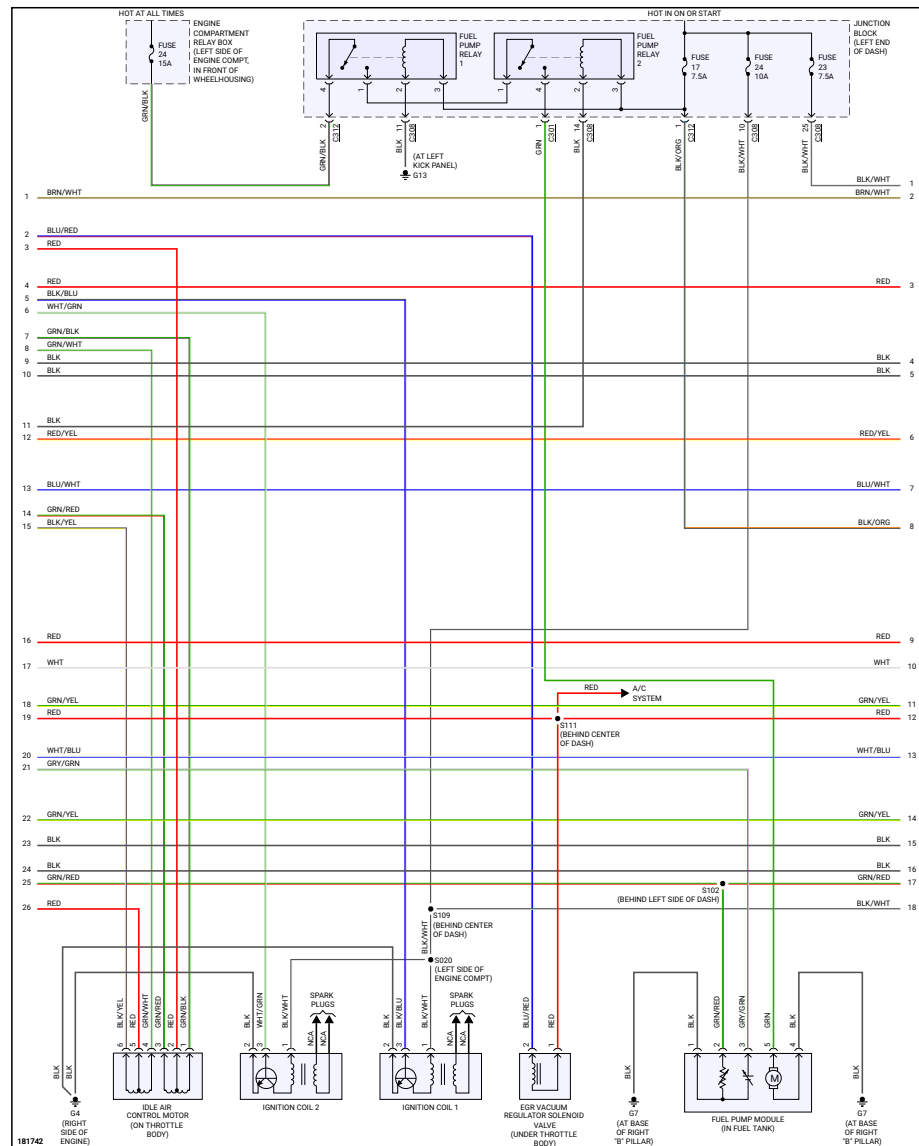 HOT AT ALL TIMES
HOT IN ON OR START
ENGINE
COMPARTMENT
RELAY BOX
(LEFT SIDE OF
ENGINE COMPT,
IN FRONT OF
WHEELHOUSING)
FUSE
24
15A
FUEL
PUMP
RELAY
1
FUEL
PUMP
RELAY
2
FUSE
17
7.5A
FUSE
24
10A
FUSE
23
7.5A
JUNCTION
BLOCK
(LEFT END
OF DASH)
4 1 2 3 1 4 2 3
GRN/BLK
2 C312
11 C308
1 C301
14 C308
1 C312
10 C308
25 C308
GRN/BLK
BLK
GRN
BLK
BLK/ORG
BLK/WHT
BLK/WHT
(AT LEFT
KICK PANEL)
G13
BLK/WHT 1
1 BRN/WHT BRN/WHT 2
2 BLU/RED
3 RED
4 RED RED 3
5 BLK/BLU
6 WHT/GRN
7 GRN/BLK
8 GRN/WHT
9 BLK BLK 4
10 BLK BLK 5
11 BLK
12 RED/YEL RED/YEL 6
13 BLU/WHT BLU/WHT 7
14 GRN/RED
15 BLK/YEL BLK/ORG 8
16 RED RED 9
17 WHT WHT 10
RED A/C
SYSTEM
18 GRN/YEL GRN/YEL 11
19 RED RED 12
S111
(BEHIND CENTER
OF DASH)
20 WHT/BLU WHT/BLU 13
21 GRY/GRN
22 GRN/YEL GRN/YEL 14
23 BLK BLK 15
24 BLK BLK 16
25 GRN/RED GRN/RED 17
S102
(BEHIND LEFT SIDE OF DASH)
26 RED BLK/WHT 18
S109
(BEHIND CENTER
OF DASH)
BLK/WHT
S020
(LEFT SIDE OF
ENGINE COMPT)
SPARK
PLUGS
SPARK
PLUGS
BLK/YEL
RED
GRN/WHT
GRN/RED
RED
GRN/BLK
BLK
WHT/GRN
BLK/WHT
NCA
NCA
BLK
BLK/BLU
BLK/WHT
NCA
NCA
BLU/RED
RED
BLK
GRN/RED
GRY/GRN
GRN
BLK
6 5 4 3 2 1 2 3 1 2 3 1 2 1 1 2 3 5 4
BLK
BLK
BLK
BLK
M
G4
(RIGHT
SIDE OF
ENGINE)
IDLE AIR
CONTROL MOTOR
(ON THROTTLE
BODY)
IGNITION COIL 2
IGNITION COIL 1
EGR VACUUM
REGULATOR SOLENOID
VALVE
(UNDER THROTTLE
BODY)
G7
(AT BASE
OF RIGHT
"B" PILLAR)
FUEL PUMP MODULE
(IN FUEL TANK)
G7
(AT BASE
OF RIGHT
"B" PILLAR)
181742